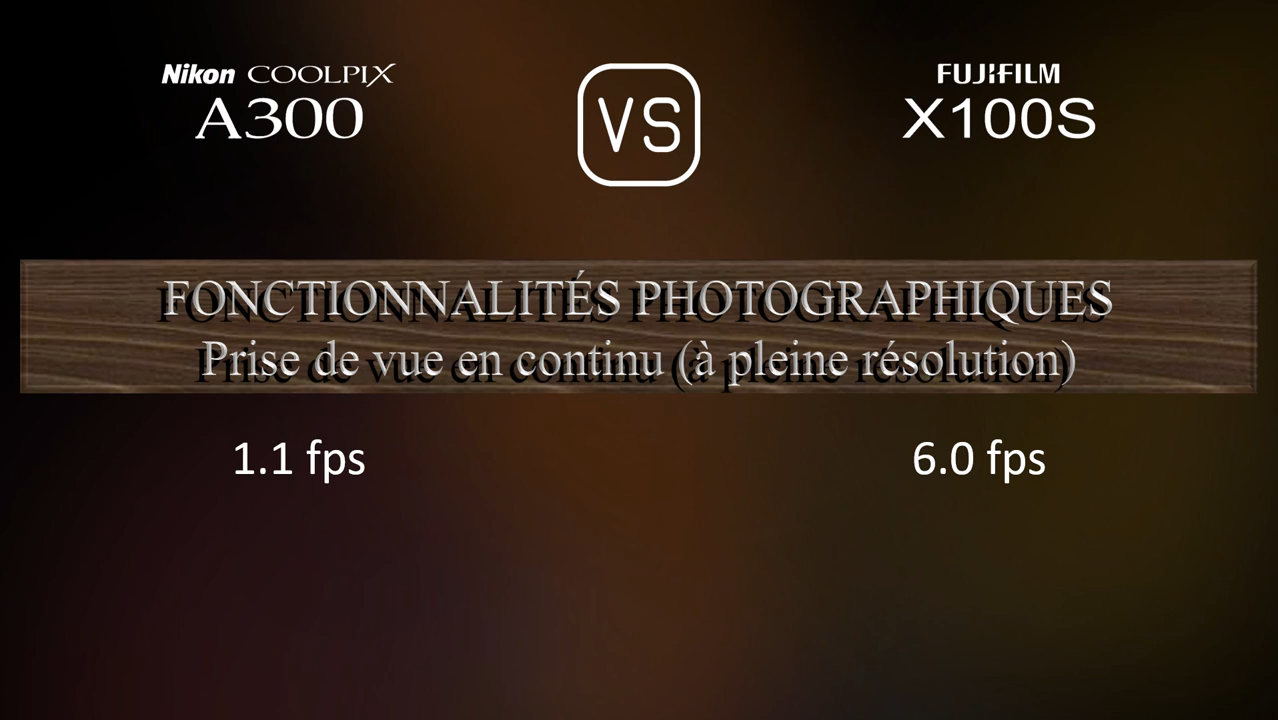 Nikon COOLPIX
A300
VS
FUJIFILM
X100S
FONCTIONNALITÉS PHOTOGRAPHIQUES
Prise de vue en continu (à pleine résolution)
1.1 fps
6.0 fps